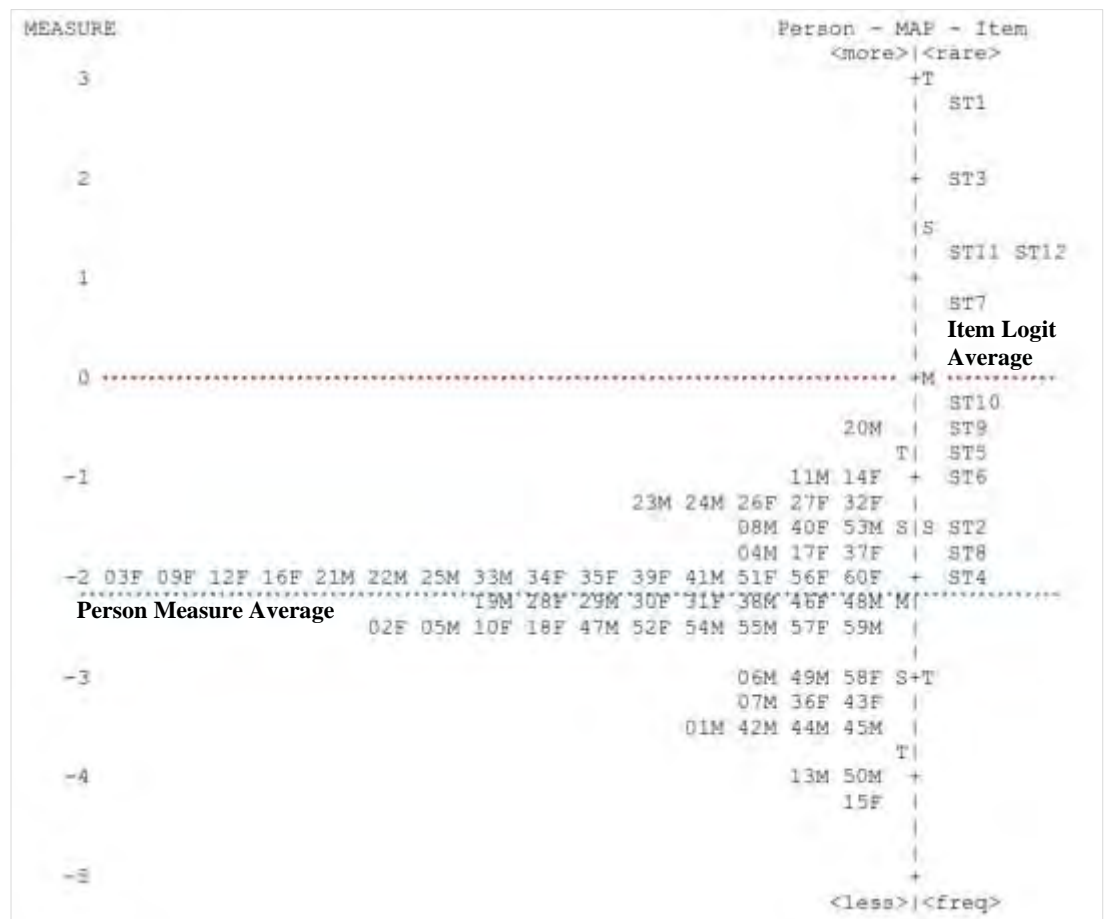 MEASURE Person - MAP - Item
<more>|<rare>
3 +T
| ST1
|
|
2 + ST3
|
|S
| ST11 ST12
1 +
| ST7
| Item Logit
| Average
0 +M
| ST10
20M | ST9
T| ST5
-1 11M 14F + ST6
23M 24M 26F 27F 32F |
08M 40F 53M S|S ST2
04M 17F 37F | ST8
-2 03F 09F 12F 16F 21M 22M 25M 33M 34F 35F 39F 41M 51F 56F 60F + ST4
Person Measure Average 19M 28F 29M 30F 31F 38M 46F 48M M|
02F 05M 10F 18F 47M 52F 54M 55M 57F 59M |
|
-3 06M 49M 58F S+T
07M 36F 43F |
01M 42M 44M 45M |
T|
-4 13M 50M +
15F |
|
|
-5 +
<less>|<freq>